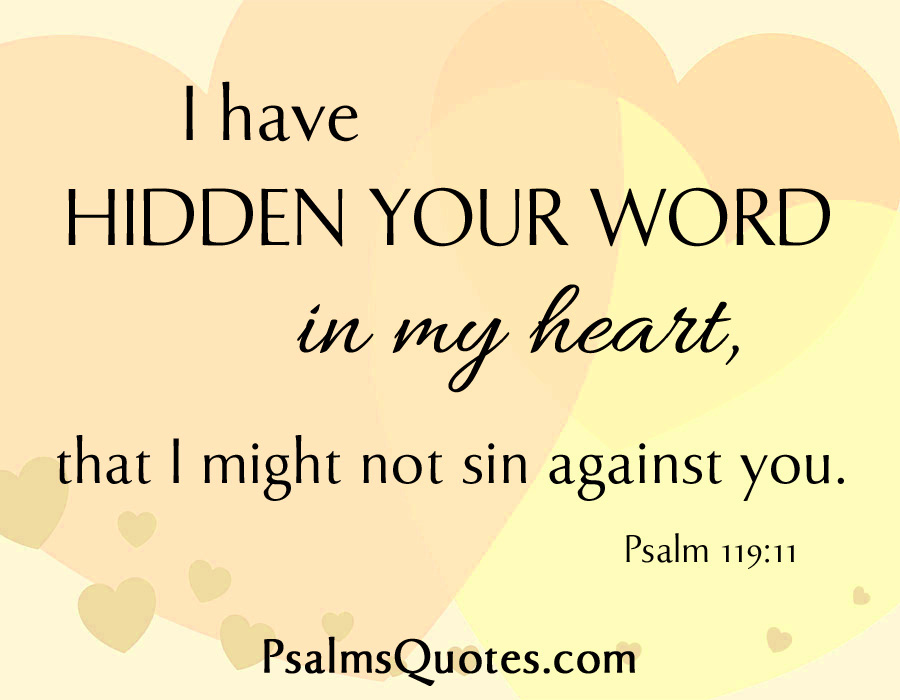 I have
HIDDEN YOUR WORD
in my heart,
that I might not sin against you.
Psalm 119:11
PsalmsQuotes.com